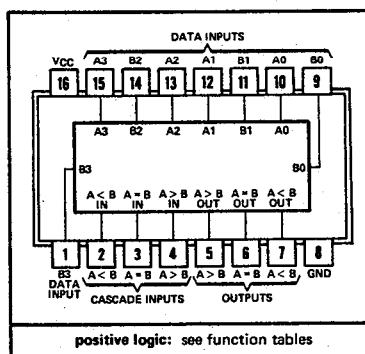 DATA INPUTS
VCC A3 B2 A2 A1 B1 A0 B0
16 15 14 13 12 11 10 9
A3 B2 A2 A1 B1 A0
B3 B0
A < B A = B A > B A > B A = B A < B
IN IN IN OUT OUT OUT
1 2 3 4 5 6 7 8
B3 A < B A = B A > B A > B A = B A < B GND
DATA INPUT CASCADE INPUTS OUTPUTS
positive logic: see function tables